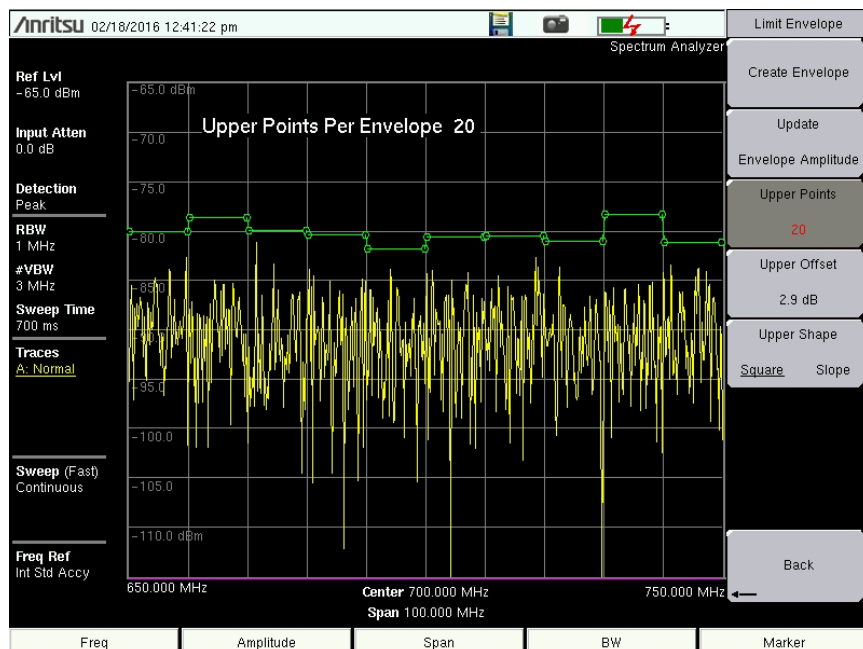 Anritsu 02/18/2016 12:41:22 pm
Spectrum Analyzer
Ref Lvl
-65.0 dBm
Input Atten
0.0 dB
Detection
Peak
RBW
1 MHz
#VBW
3 MHz
Sweep Time
700 ms
Traces
A: Normal
Sweep (Fast)
Continuous
Freq Ref
Int Std Accy
Upper Points Per Envelope 20
-65.0 dBm
-70.0
-75.0
-80.0
-85.0
-90.0
-95.0
-100.0
-105.0
-110.0 dBm
650.000 MHz
Center 700.000 MHz
750.000 MHz
Span 100.000 MHz
Limit Envelope
Create Envelope
Update
Envelope Amplitude
Upper Points
20
Upper Offset
2.9 dB
Upper Shape
Square Slope
Back
Freq Amplitude Span BW Marker